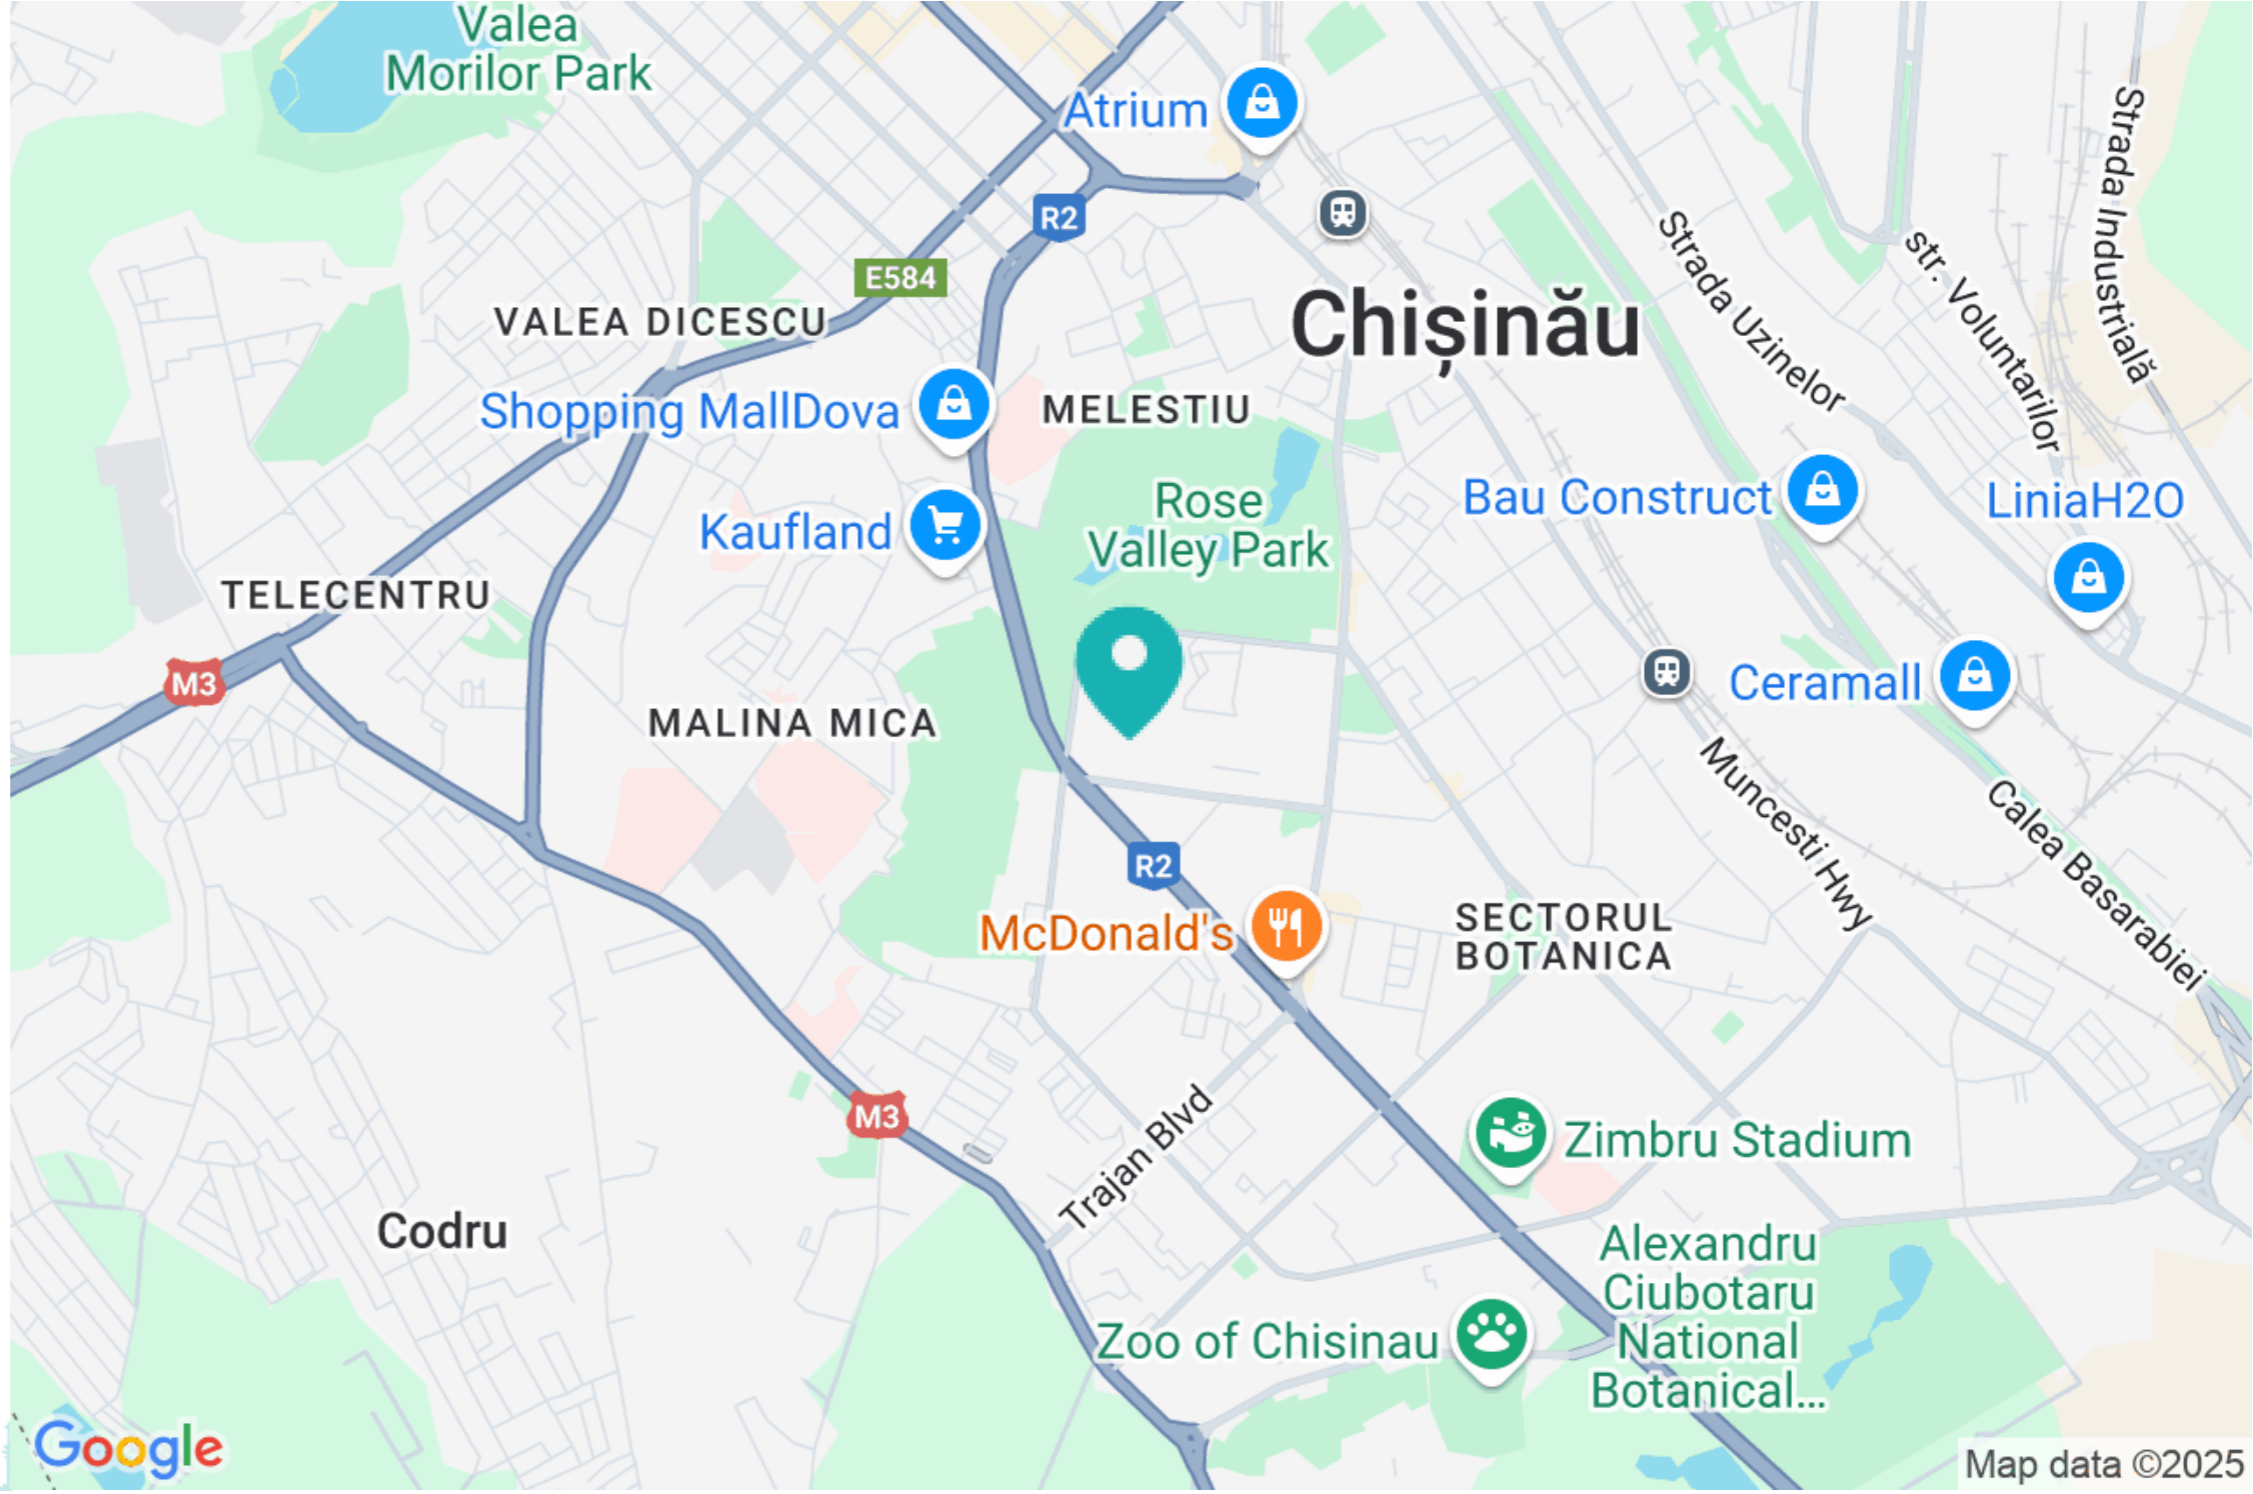 Valea
Morilor Park
Atrium
R2
E584
VALEA DICESCU
Chișinău
Strada Uzinelor
str. Voluntarilor
Strada Industrială
Shopping MallDova
MELESTIU
Kaufland
Rose
Valley Park
Bau Construct
LiniaH2O
TELECENTRU
M3
MALINA MICA
Ceramall
Muncesti Hwy
Calea Basarabiei
R2
McDonald's
SECTORUL
BOTANICA
M3
Trajan Blvd
Zimbru Stadium
Codru
Alexandru
Ciubotaru
National
Botanical...
Zoo of Chisinau
Google
Map data ©2025